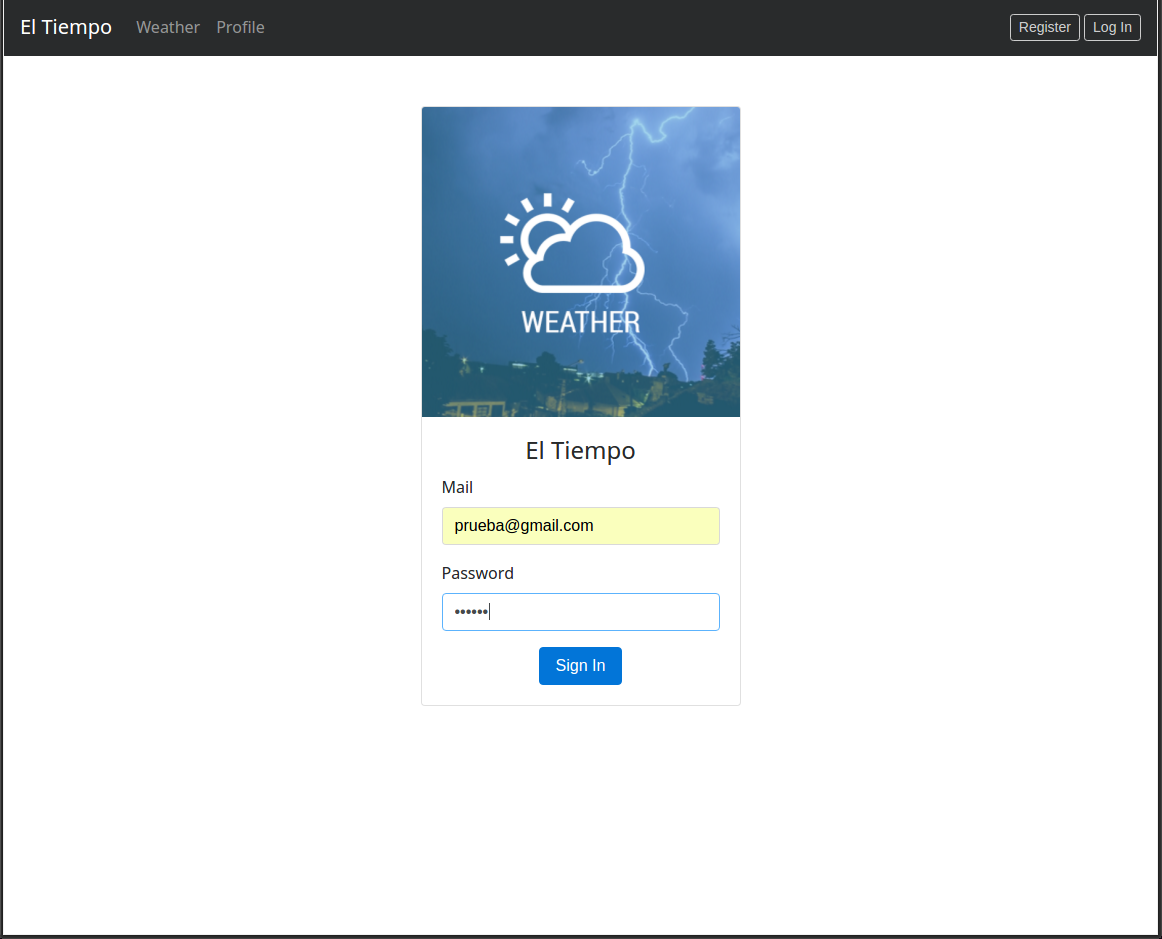 El Tiempo Weather Profile Register Log In
WEATHER
El Tiempo
Mail
prueba@gmail.com
Password
••••••
Sign In